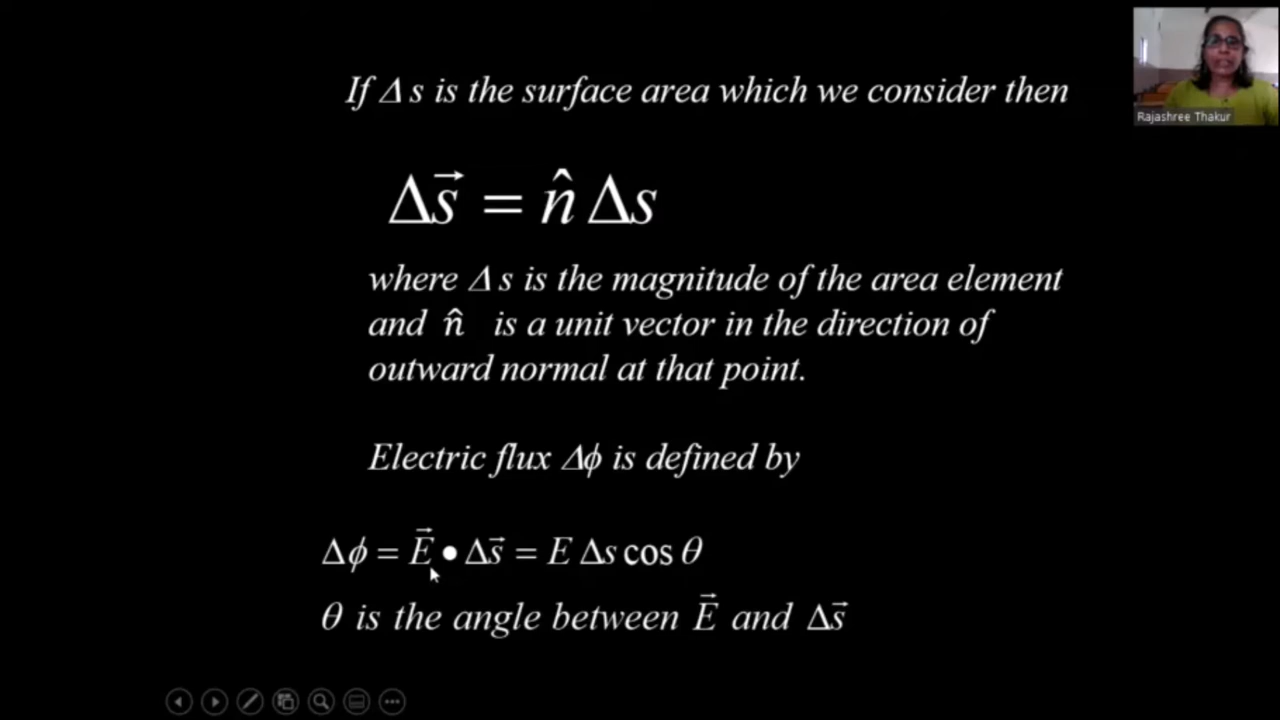 If Δ s is the surface area which we consider then
Rajashree Thakur
Δs⃗ = n̂ Δs
where Δ s is the magnitude of the area element
and n̂ is a unit vector in the direction of
outward normal at that point.
Electric flux Δϕ is defined by
Δϕ = E⃗ • Δs⃗ = E Δs cos θ
θ is the angle between E⃗ and Δs⃗